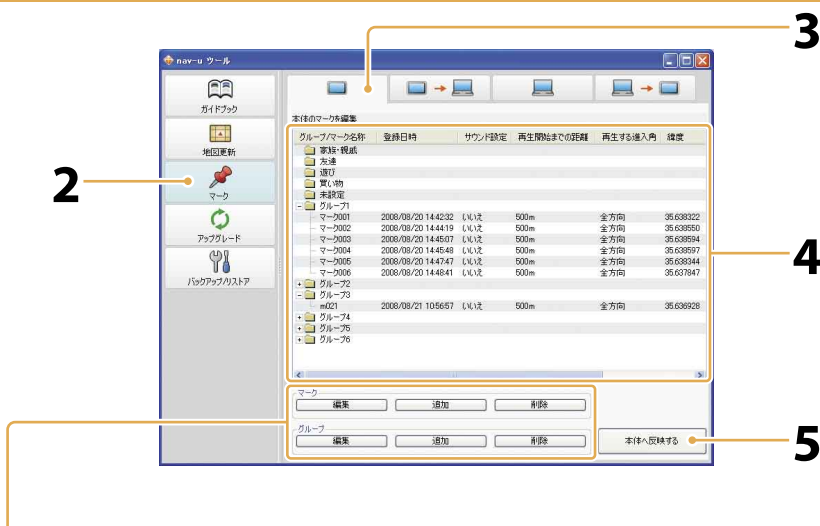 3
nav-u ツール
ガイドブック
地図更新
2
マーク
アップグレード
バックアップ/リストア
本体のマークを編集
グループ/マーク名称 登録日時 サウンド設定 再生開始までの距離 再生する進入角 緯度
家族・親戚
友達
遊び
買い物
未設定
グループ1
マーク001 2008/08/20 14:42:32 いいえ 500m 全方向 35.638322
マーク002 2008/08/20 14:44:19 いいえ 500m 全方向 35.638550
マーク003 2008/08/20 14:45:07 いいえ 500m 全方向 35.638594
マーク004 2008/08/20 14:45:48 いいえ 500m 全方向 35.638597
マーク005 2008/08/20 14:47:47 いいえ 500m 全方向 35.638344
マーク006 2008/08/20 14:48:41 いいえ 500m 全方向 35.637847
グループ2
グループ3
m021 2008/08/21 10:56:57 いいえ 500m 全方向 35.636928
グループ4
グループ5
グループ6
4
マーク
編集 追加 削除
グループ
編集 追加 削除
本体へ反映する
5